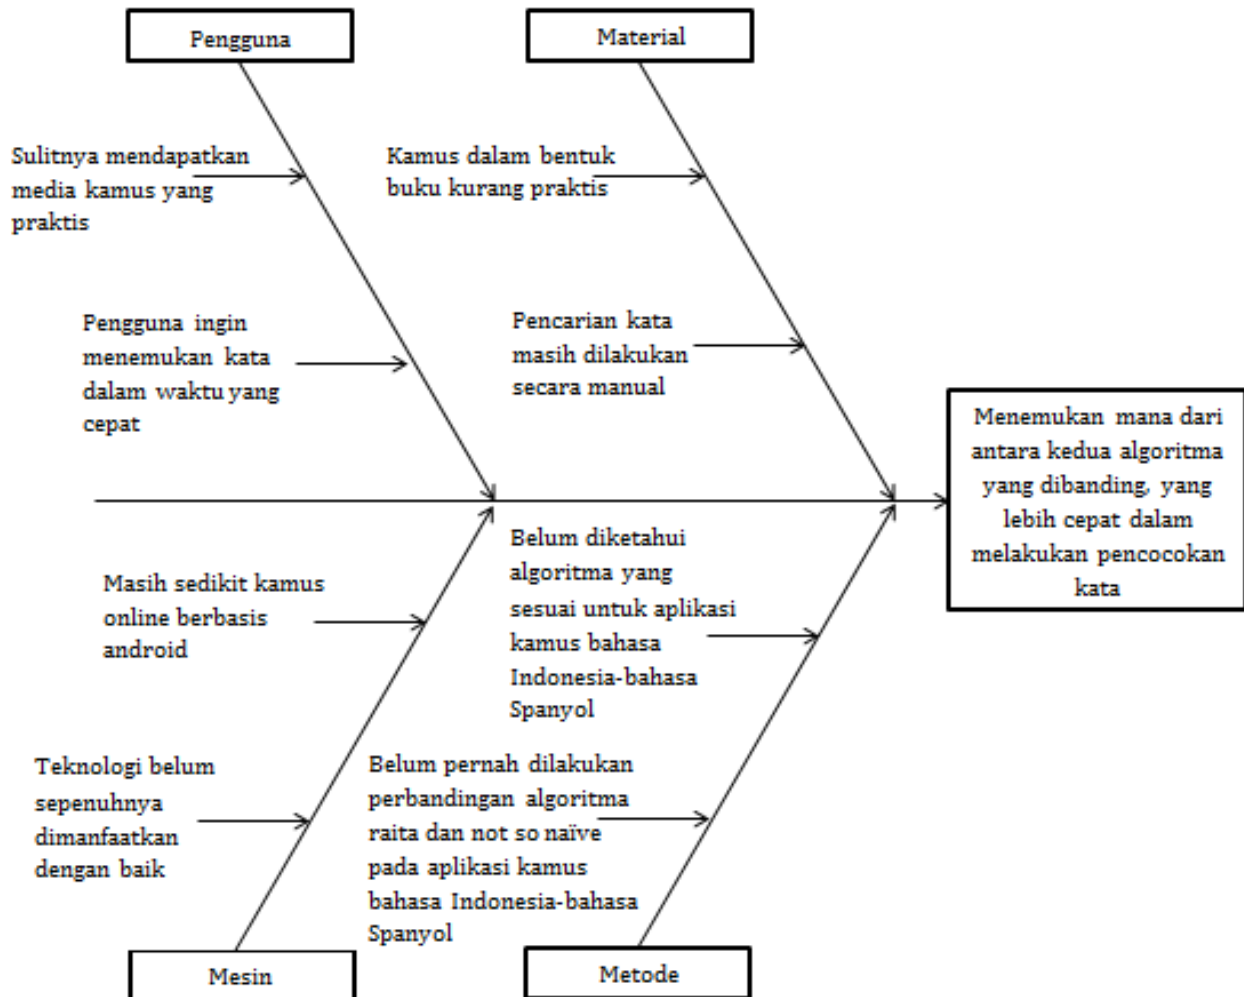 Pengguna
Material
Sulitnya mendapatkan
media kamus yang
praktis
Kamus dalam bentuk
buku kurang praktis
Pengguna ingin
menemukan kata
dalam waktu yang
cepat
Pencarian kata
masih dilakukan
secara manual
Menemukan mana dari
antara kedua algoritma
yang dibanding, yang
lebih cepat dalam
melakukan pencocokan
kata
Masih sedikit kamus
online berbasis
android
Belum diketahui
algoritma yang
sesuai untuk aplikasi
kamus bahasa
Indonesia-bahasa
Spanyol
Teknologi belum
sepenuhnya
dimanfaatkan
dengan baik
Belum pernah dilakukan
perbandingan algoritma
raita dan not so naïve
pada aplikasi kamus
bahasa Indonesia-bahasa
Spanyol
Mesin
Metode